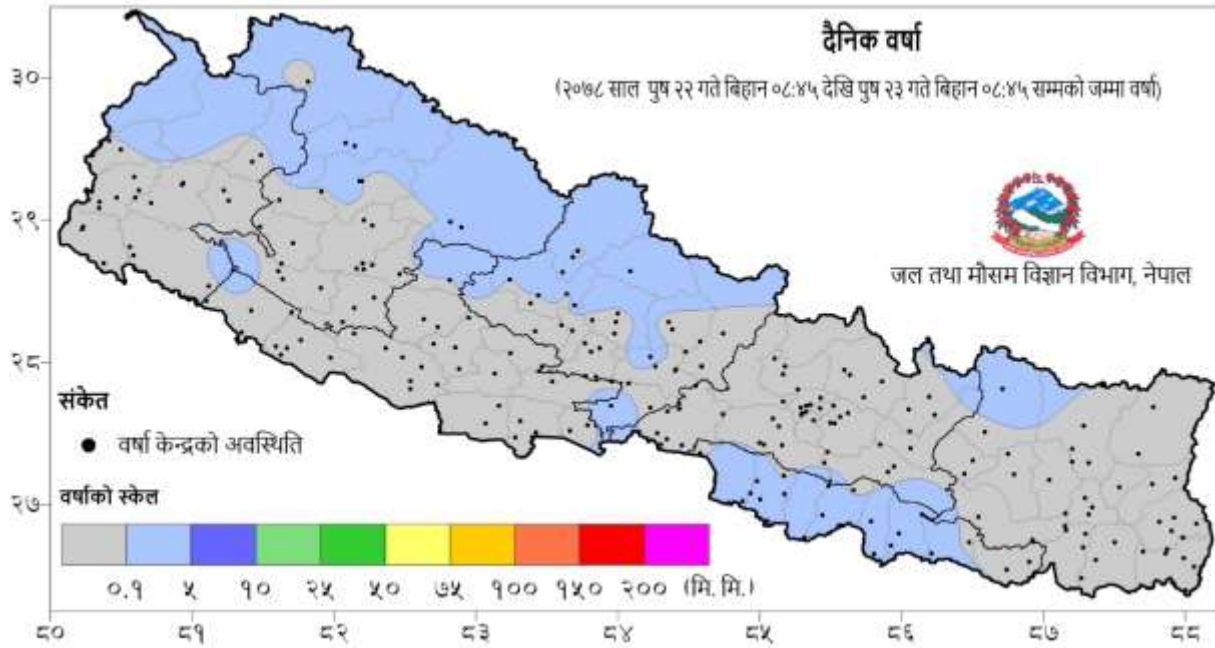 दैनिक वर्षा
(२०७८ साल पुष २२ गते बिहान ०८:४५ देखि पुष २३ गते बिहान ०८:४५ सम्मको जम्मा वर्षा)
जल तथा मौसम विज्ञान विभाग, नेपाल
३०
२९
२८
२७
संकेत
वर्षा केन्द्रको अवस्थिति
वर्षाको स्केल
०.१ ५ १० २५ ५० ७५ १०० १५० २०० (मि. मि.)
८० ८१ ८२ ८३ ८४ ८५ ८६ ८७ ८८